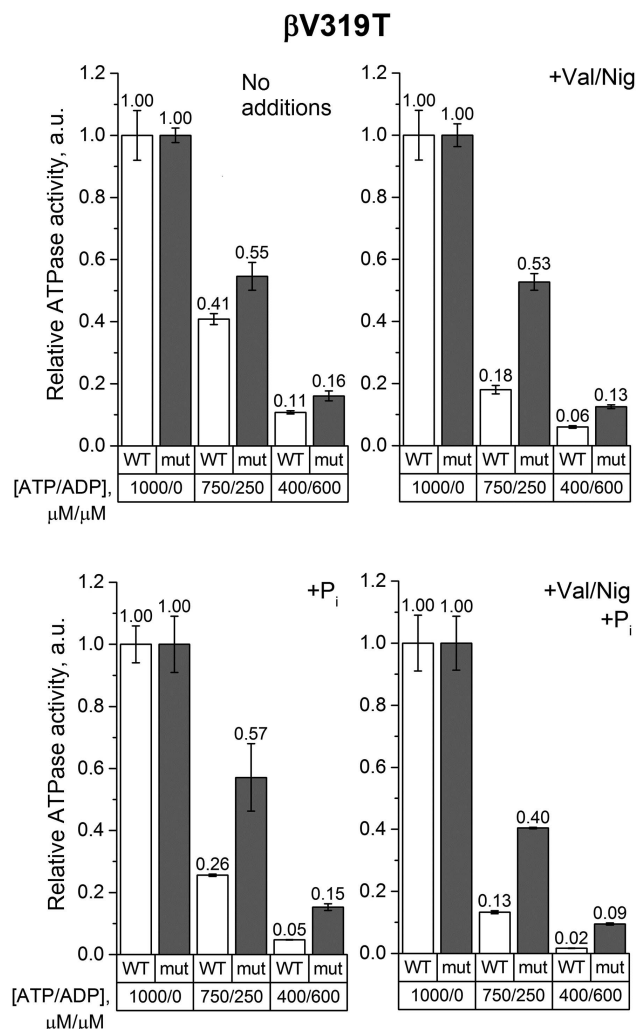 βV319T
No additions
Relative ATPase activity, a.u.
1.2
1.0
0.8
0.6
0.4
0.2
0.0
1.00
1.00
0.41
0.55
0.11
0.16
WT mut WT mut WT mut
[ATP/ADP], μM/μM
1000/0 750/250 400/600
+Val/Nig
1.2
1.0
0.8
0.6
0.4
0.2
0.0
1.00
1.00
0.18
0.53
0.06
0.13
WT mut WT mut WT mut
1000/0 750/250 400/600
+Pi
Relative ATPase activity, a.u.
1.2
1.0
0.8
0.6
0.4
0.2
0.0
1.00
1.00
0.26
0.57
0.05
0.15
WT mut WT mut WT mut
[ATP/ADP], μM/μM
1000/0 750/250 400/600
+Val/Nig
+Pi
1.2
1.0
0.8
0.6
0.4
0.2
0.0
1.00
1.00
0.13
0.40
0.02
0.09
WT mut WT mut WT mut
1000/0 750/250 400/600